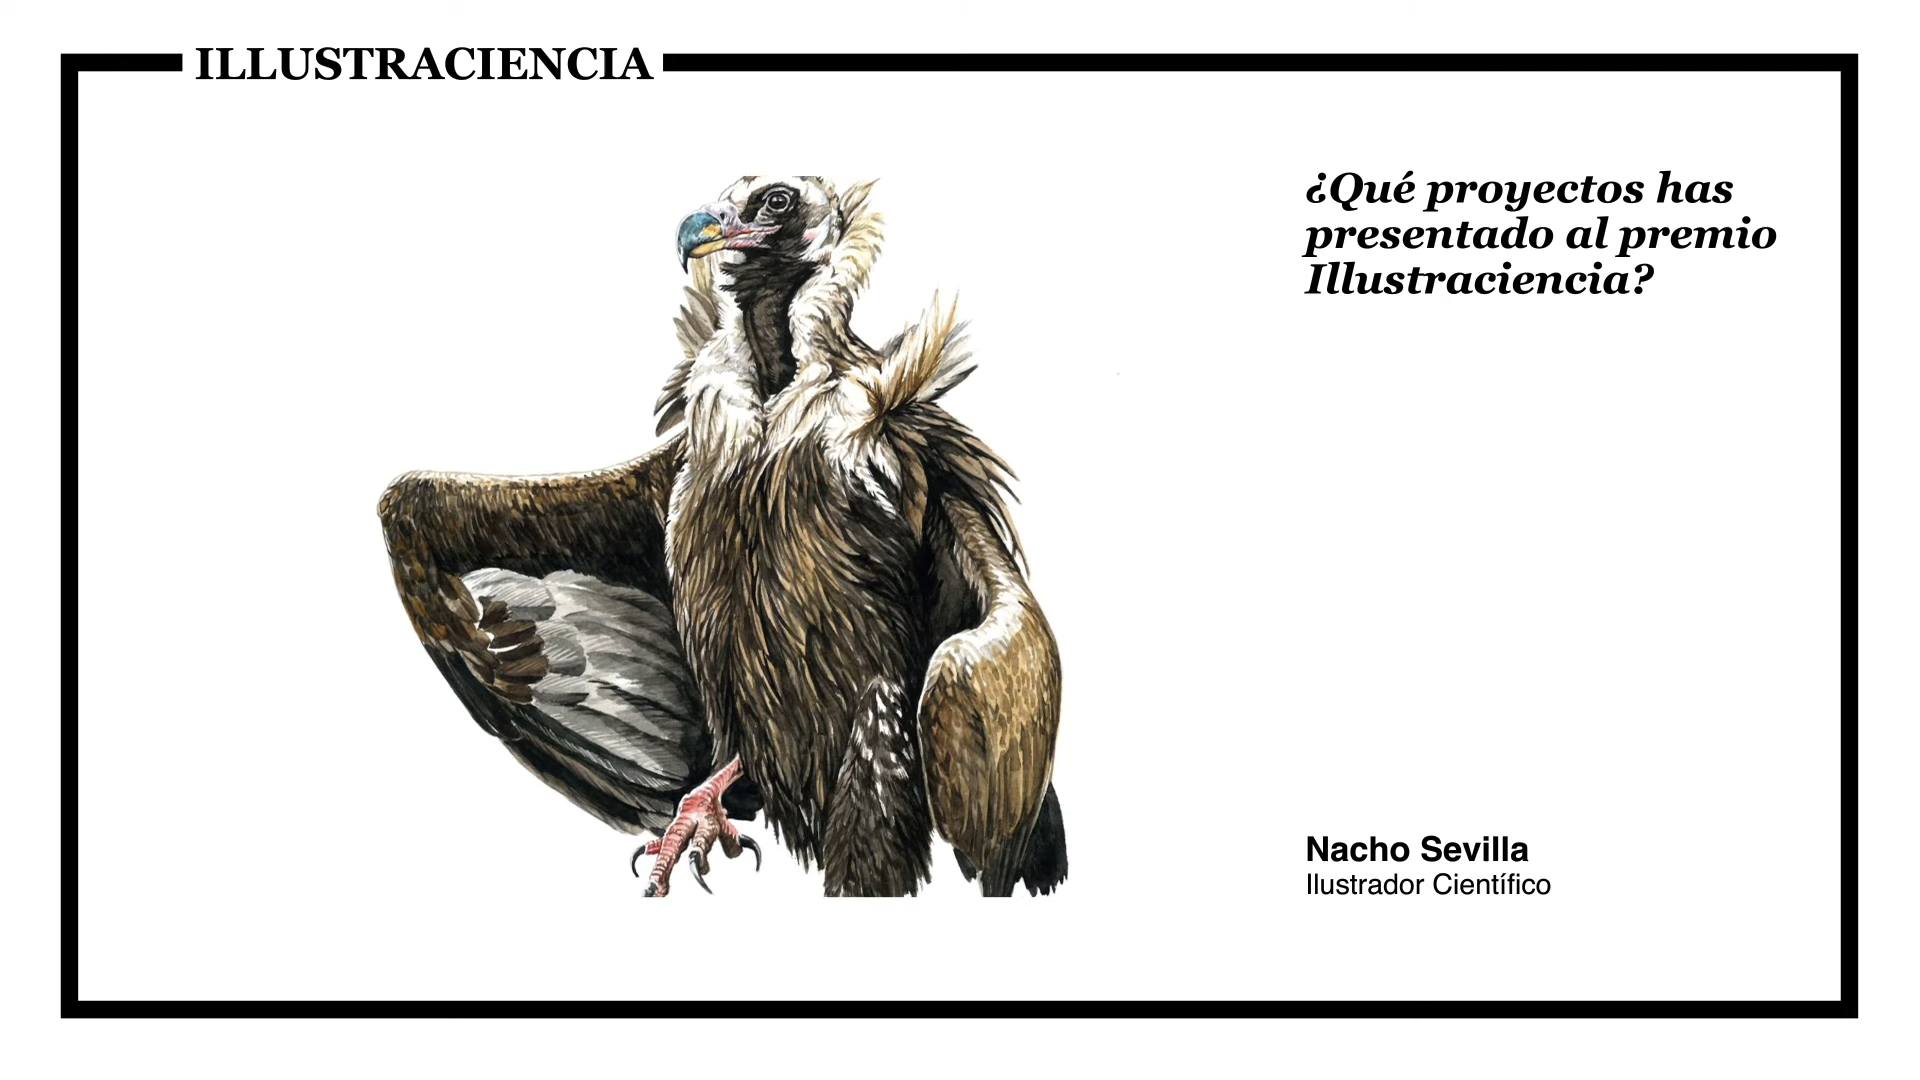 ILLUSTRACIENCIA
¿Qué proyectos has
presentado al premio
Illustraciencia?
Nacho Sevilla
Ilustrador Científico